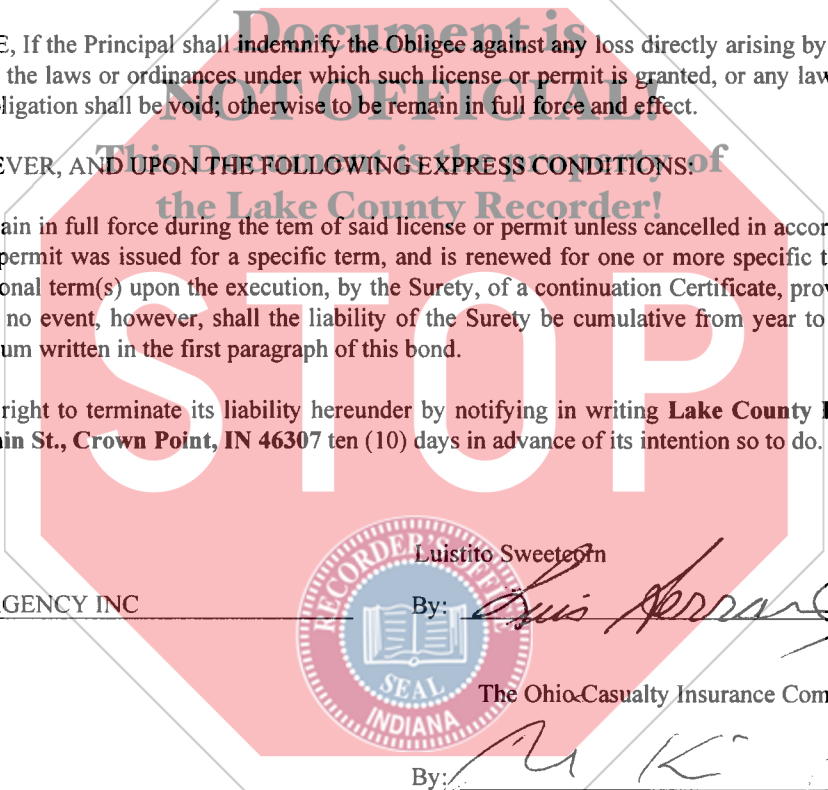 Document is
E, If the Principal shall indemnify the Obligee against any loss directly arising by
the laws or ordinances under which such license or permit is granted, or any law
NOT OFFICIAL!
ligation shall be void; otherwise to be remain in full force and effect.
This Document is the property of
EVER, AND UPON THE FOLLOWING EXPRESS CONDITIONS:
the Lake County Recorder!
ain in full force during the tem of said license or permit unless cancelled in accor
permit was issued for a specific term, and is renewed for one or more specific t
onal term(s) upon the execution, by the Surety, of a continuation Certificate, prov
no event, however, shall the liability of the Surety be cumulative from year to
um written in the first paragraph of this bond.
STOP
right to terminate its liability hereunder by notifying in writing Lake County
in St., Crown Point, IN 46307 ten (10) days in advance of its intention so to do.
RECORDER'S OFFICE
Luistito Sweetcorn
GENCY INC
By: Luis
SEAL
INDIANA
The Ohio Casualty Insurance Com
By: